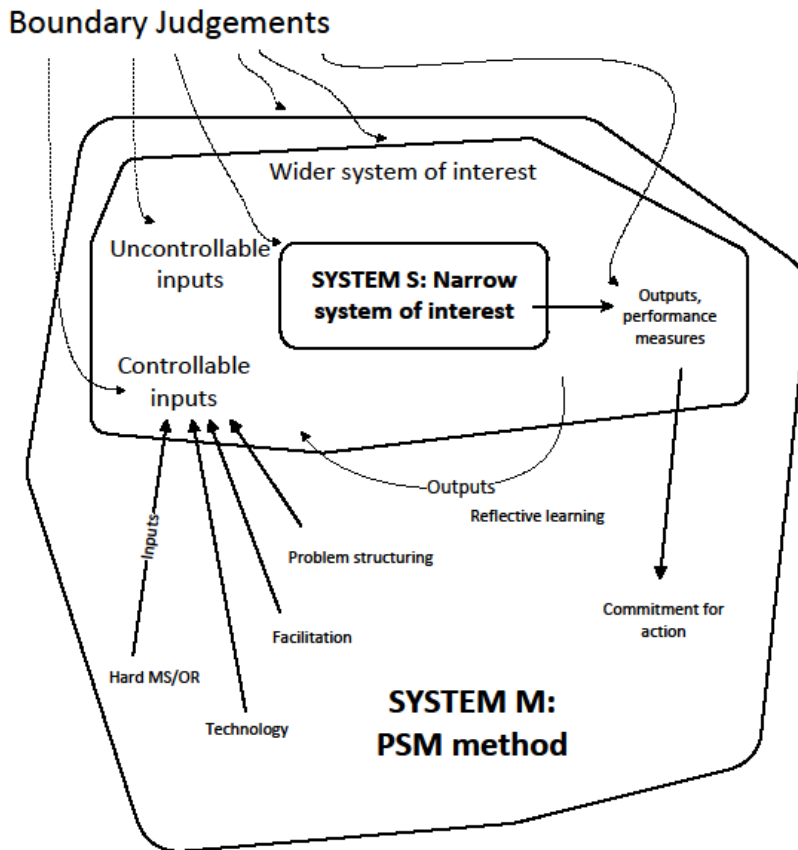 Boundary Judgements
Wider system of interest
Uncontrollable
inputs
SYSTEM S: Narrow
system of interest
Outputs,
performance
measures
Controllable
inputs
Outputs
Reflective learning
Inputs
Problem structuring
Commitment for
action
Facilitation
Hard MS/OR
Technology
SYSTEM M:
PSM method